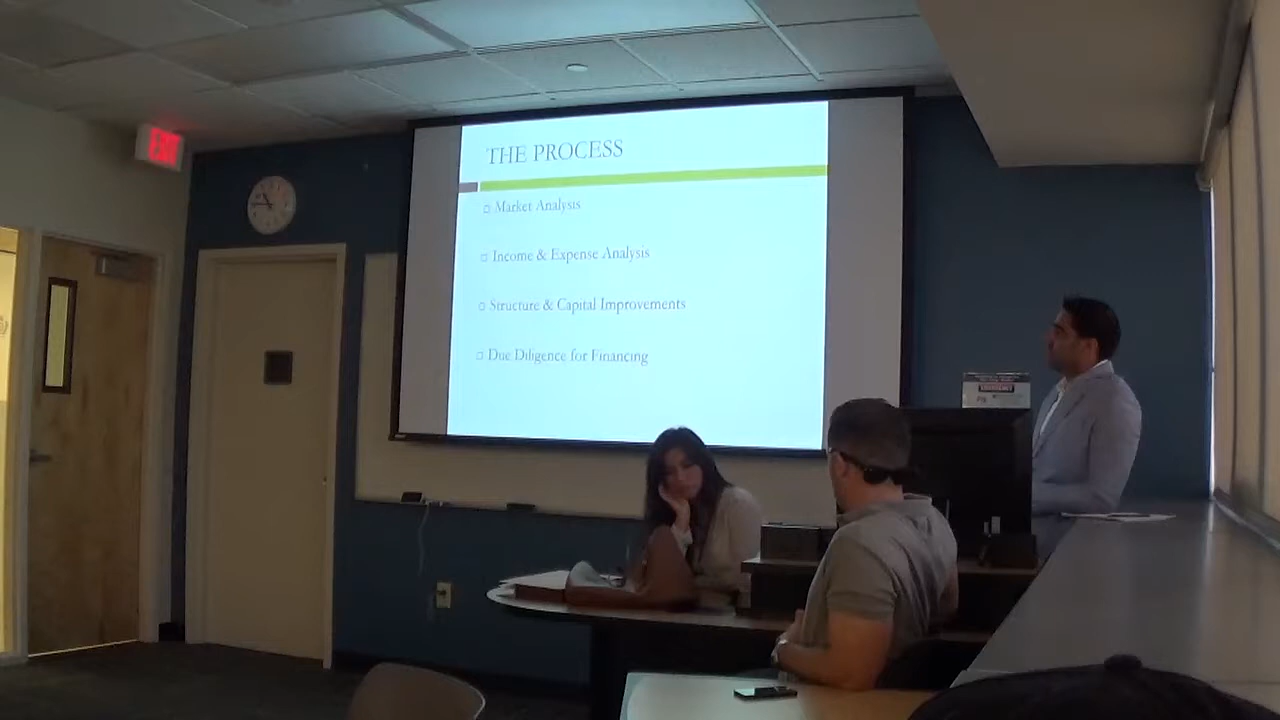 EXIT
THE PROCESS
Market Analysis
Income & Expense Analysis
Structure & Capital Improvements
Due Diligence for Financing